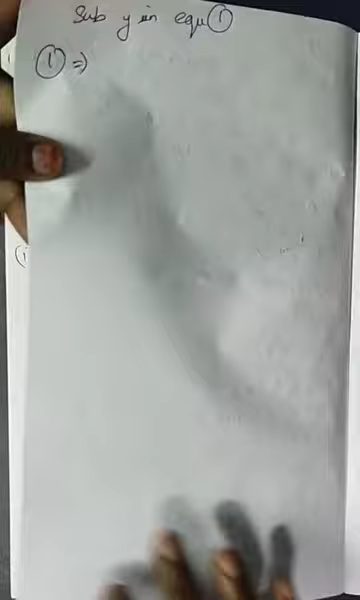 Sub y in equ ①
① ⇒